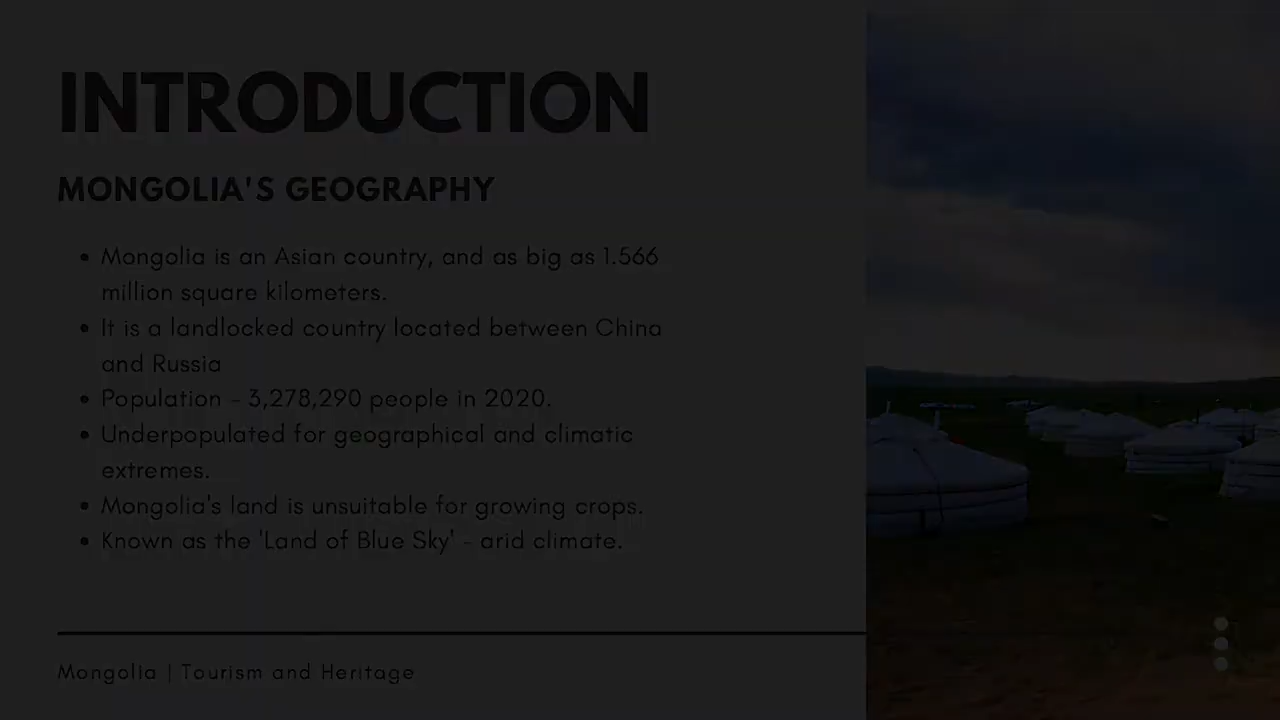 INTRODUCTION
MONGOLIA'S GEOGRAPHY
• Mongolia is an Asian country, and as big as 1.566
million square kilometers.
• It is a landlocked country located between China
and Russia
• Population - 3,278,290 people in 2020.
• Underpopulated for geographical and climatic
extremes.
• Mongolia's land is unsuitable for growing crops.
• Known as the 'Land of Blue Sky' - arid climate.
Mongolia | Tourism and Heritage